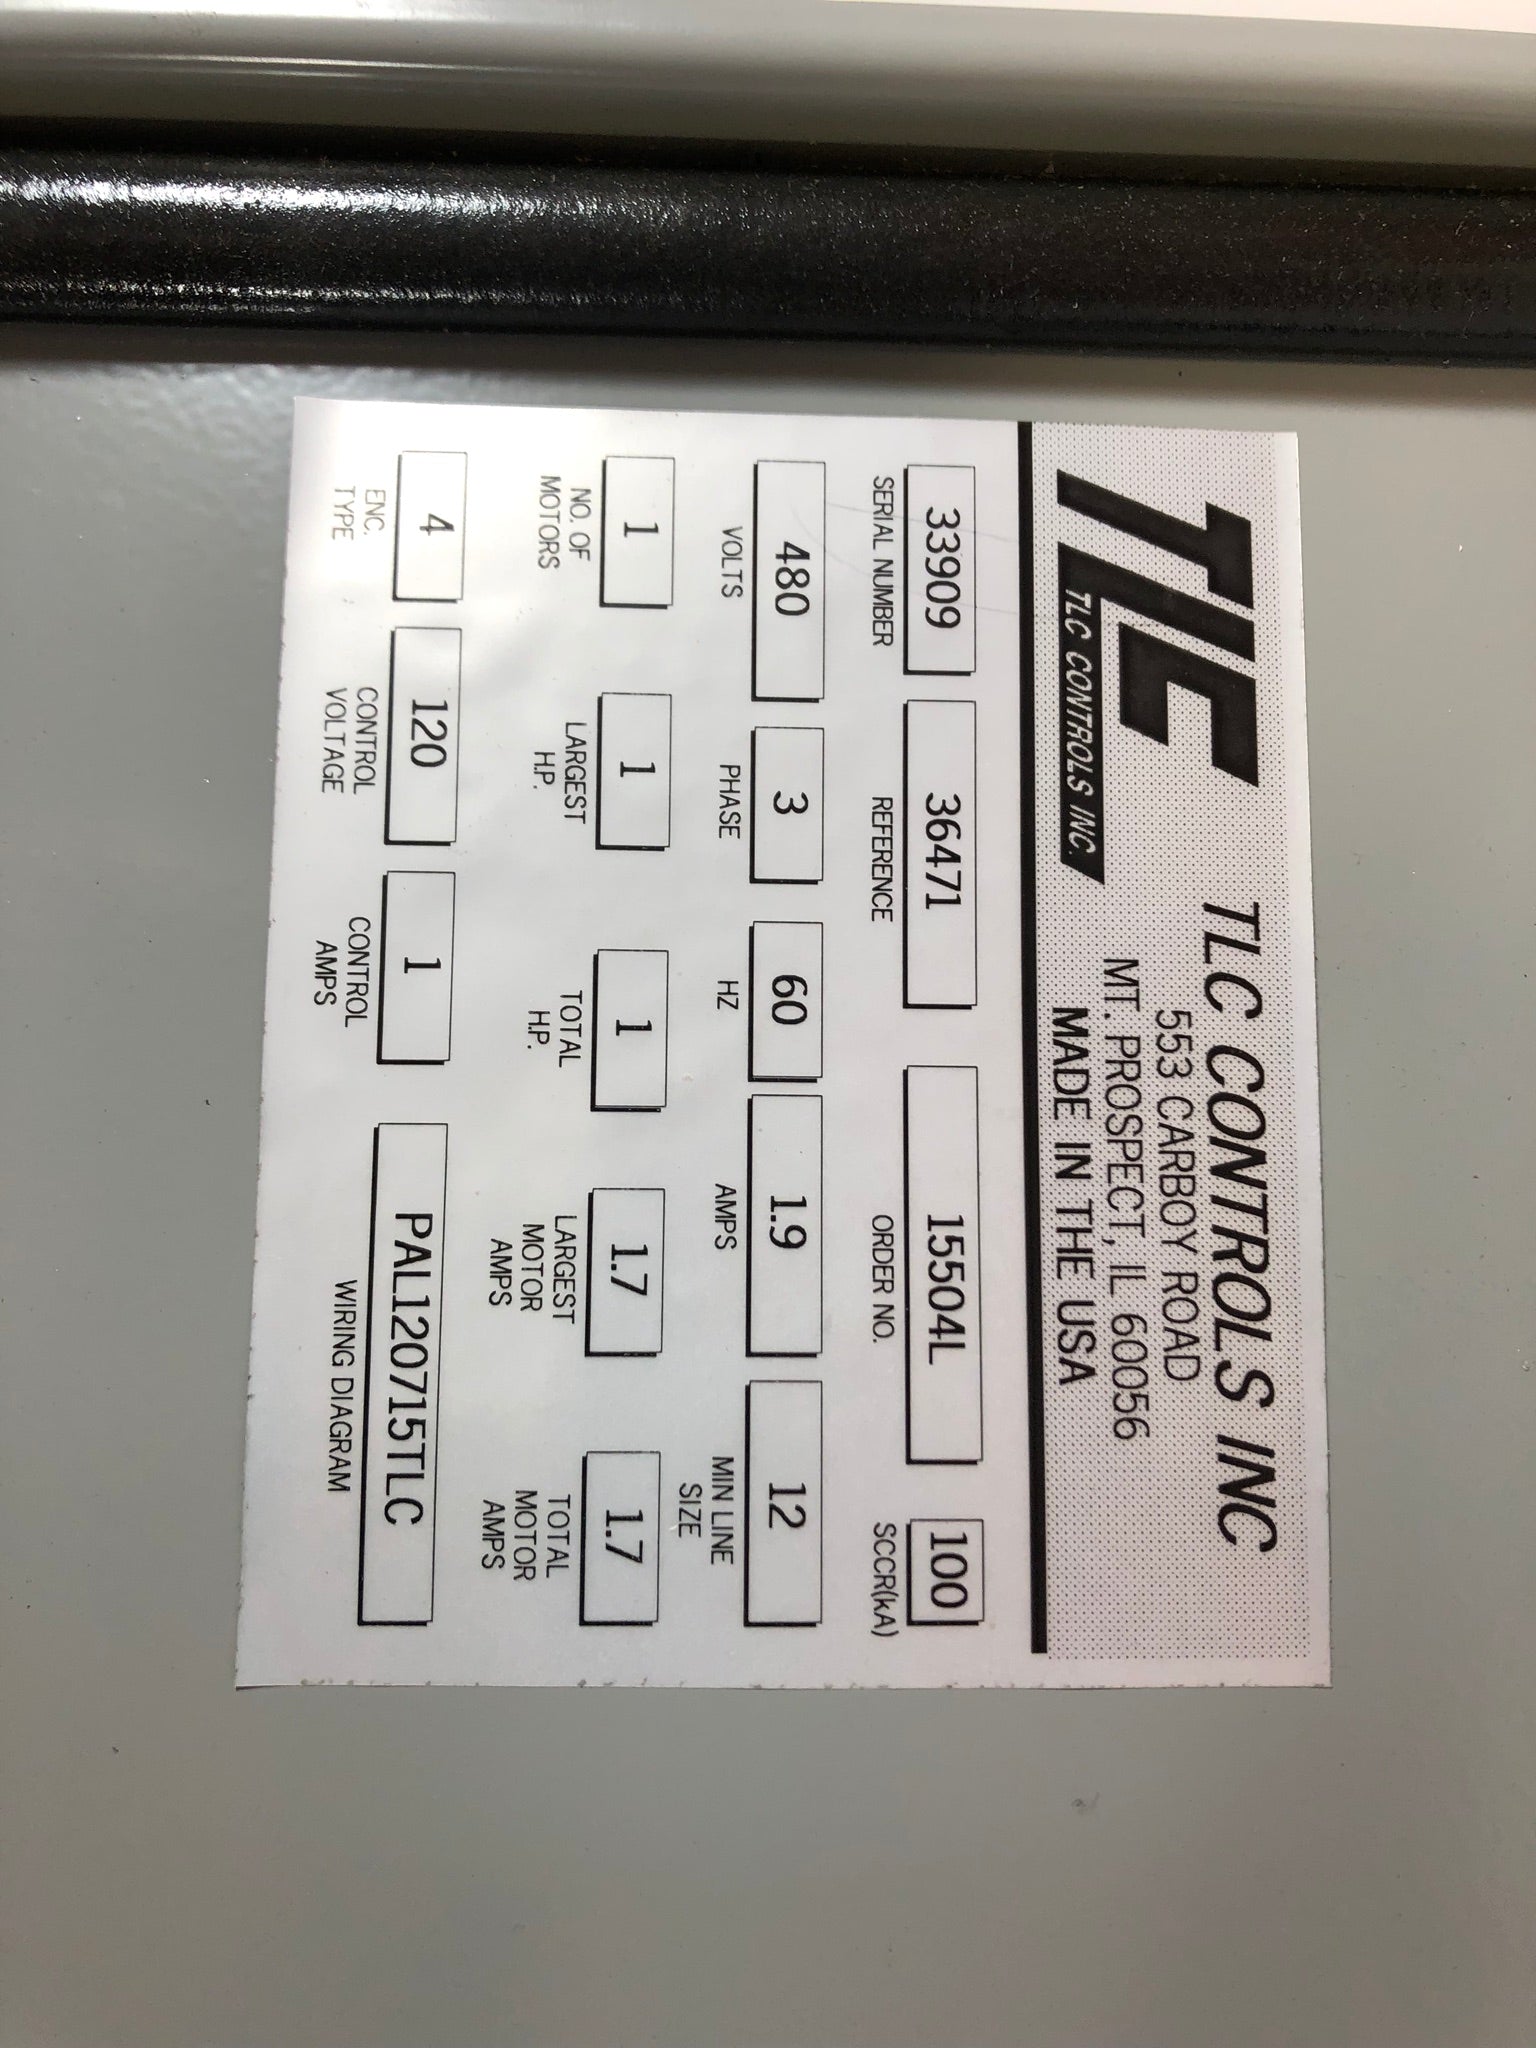 TLC
TLC CONTROLS INC.
TLC CONTROLS INC
553 CARBOY ROAD
MT. PROSPECT, IL 60056
MADE IN THE USA
33909 36471 15504L 100
SERIAL NUMBER REFERENCE ORDER NO. SCCR(kA)
480 3 60 1.9 12
VOLTS PHASE HZ AMPS MIN LINE
SIZE
1 1 1 1.7 1.7
NO. OF LARGEST TOTAL LARGEST TOTAL
MOTORS H.P. H.P. MOTOR MOTOR
AMPS AMPS
4 120 1 PAL120715TLC
ENC. CONTROL CONTROL WIRING DIAGRAM
TYPE VOLTAGE AMPS